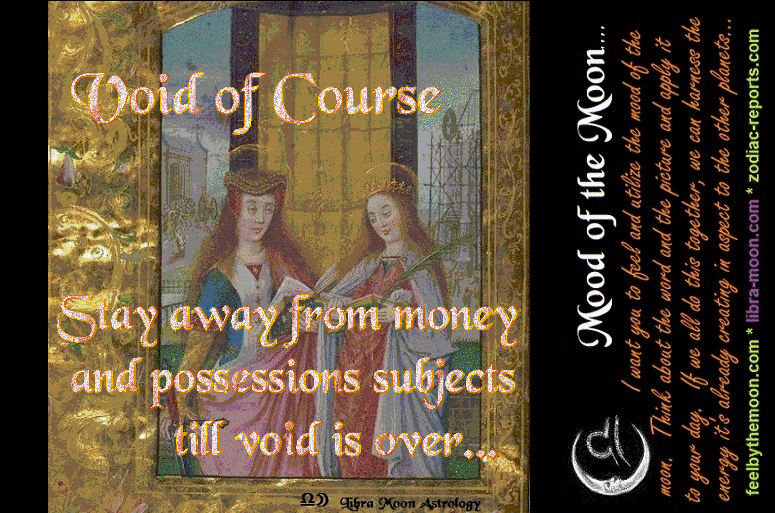 Void of Course
Stay away from money
and possessions subjects
till void is over...
Libra Moon Astrology
Mood of the Moon....
I want you to feel and utilize the mood of the
moon. Think about the word and the picture and apply it
to your day. If we all do this together, we can harness the
energy it's already creating in aspect to the other planets...
feelbythemoon.com * libra-moon.com * zodiac-reports.com